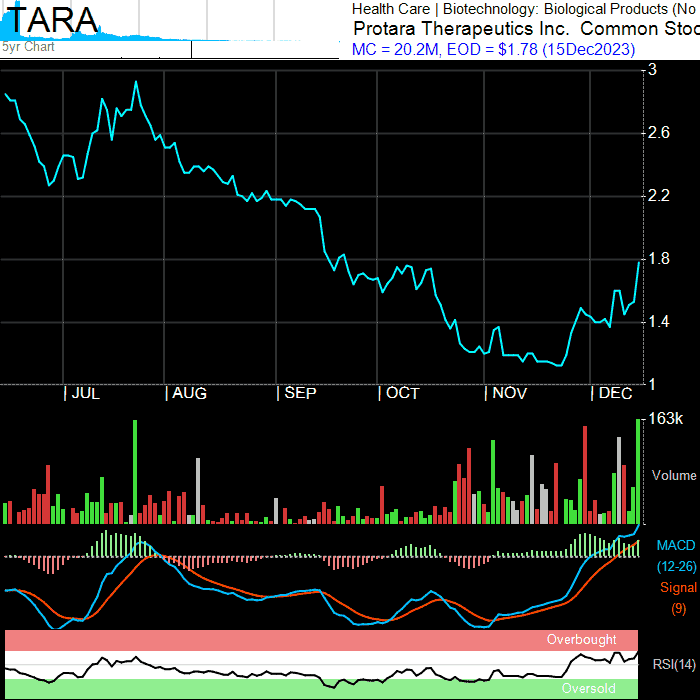 TARA
5yr Chart
Health Care | Biotechnology: Biological Products (No
Protara Therapeutics Inc. Common Stoc
MC = 20.2M, EOD = $1.78 (15Dec2023)
3
2.6
2.2
1.8
1.4
1
| JUL | AUG | SEP | OCT | NOV | DEC
163k
Volume
MACD
(12-26)
Signal
(9)
Overbought
RSI(14)
Oversold